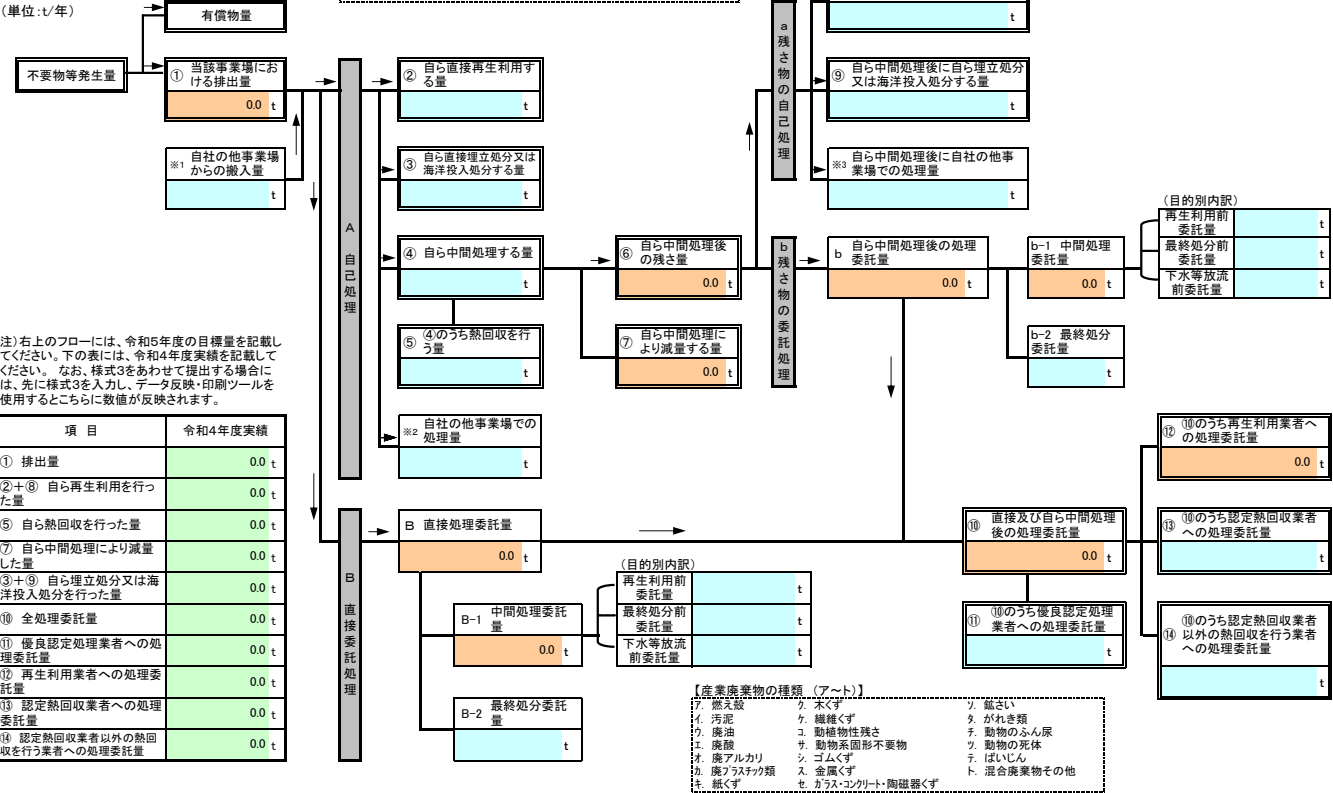 (単位:t/年)
有償物量
不要物等発生量
① 当該事業場にお
ける排出量
0.0 t
※1 自社の他事業場
からの搬入量
t
A 自己処理
② 自ら直接再生利用す
る量
t
③ 自ら直接埋立処分又は
海洋投入処分する量
t
④ 自ら中間処理する量
t
⑤ ④のうち熱回収を行
う量
t
※2 自社の他事業場での
処理量
t
⑥ 自ら中間処理後
の残さ量
0.0 t
⑦ 自ら中間処理に
より減量する量
0.0 t
a 残さ物の自己処理
t
⑨ 自ら中間処理後に自ら埋立処分
又は海洋投入処分する量
t
※3 自ら中間処理後に自社の他事
業場での処理量
t
b 残さ物の委託処理
b 自ら中間処理後の処理
委託量
0.0 t
b-1 中間処理
委託量
0.0 t
(目的別内訳)
再生利用前
委託量
t
最終処分前
委託量
t
下水等放流
前委託量
t
b-2 最終処分
委託量
t
注)右上のフローには、令和5年度の目標量を記載し
てください。下の表には、令和4年度実績を記載して
ください。 なお、様式3をあわせて提出する場合に
は、先に様式3を入力し、データ反映・印刷ツールを
使用するとこちらに数値が反映されます。
項 目 令和4年度実績
① 排出量 0.0 t
②+⑧ 自ら再生利用を行っ
た量 0.0 t
⑤ 自ら熱回収を行った量 0.0 t
⑦ 自ら中間処理により減量
した量 0.0 t
③+⑨ 自ら埋立処分又は海
洋投入処分を行った量 0.0 t
⑩ 全処理委託量 0.0 t
⑪ 優良認定処理業者への処
理委託量 0.0 t
⑫ 再生利用業者への処理委
託量 0.0 t
⑬ 認定熱回収業者への処理
委託量 0.0 t
⑭ 認定熱回収業者以外の熱回
収を行う業者への処理委託量 0.0 t
B 直接委託処理
B 直接処理委託量
0.0 t
B-1 中間処理委託
量
0.0 t
(目的別内訳)
再生利用前
委託量
t
最終処分前
委託量
t
下水等放流
前委託量
t
B-2 最終処分委託
量
t
⑩ 直接及び自ら中間処理
後の処理委託量
0.0 t
⑪ ⑩のうち優良認定処理
業者への処理委託量
t
⑫ ⑩のうち再生利用業者へ
の処理委託量
0.0 t
⑬ ⑩のうち認定熱回収業者
への処理委託量
t
⑭ ⑩のうち認定熱回収業者
以外の熱回収を行う業者
への処理委託量
t
【産業廃棄物の種類 (ア~ト)】
ア. 燃え殻 ク. 木くず ソ. 鉱さい
イ. 汚泥 ケ. 繊維くず タ. がれき類
ウ. 廃油 コ. 動植物性残さ チ. 動物のふん尿
エ. 廃酸 サ. 動物系固形不要物 ツ. 動物の死体
オ. 廃アルカリ シ. ゴムくず テ. ばいじん
カ. 廃プラスチック類 ス. 金属くず ト. 混合廃棄物その他
キ. 紙くず セ. ガラス・コンクリート・陶磁器くず